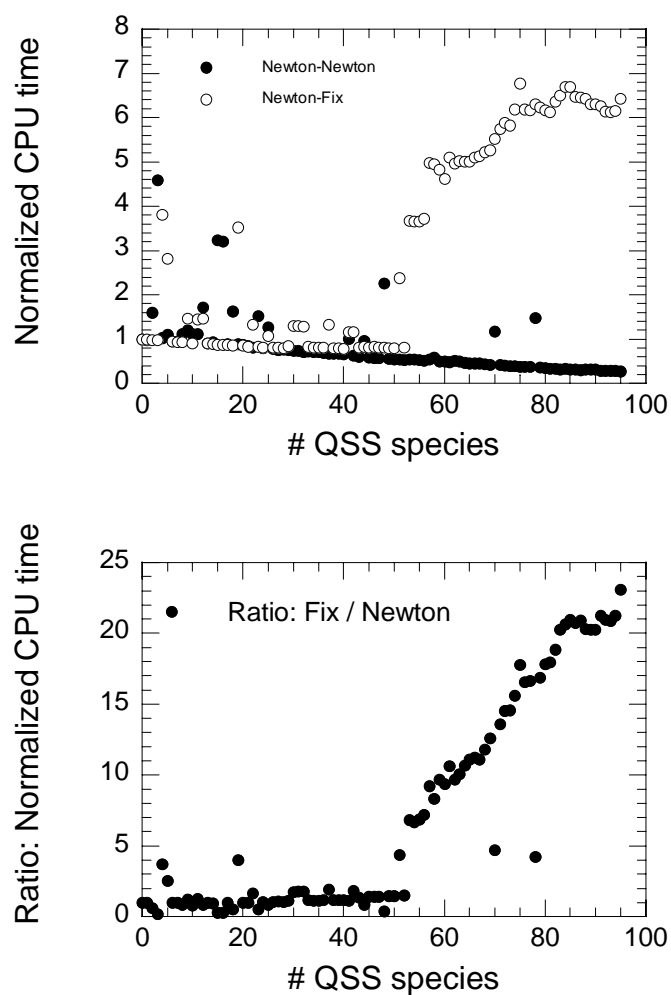 8
7
6
5
4
3
2
1
0
Normalized CPU time
Newton-Newton
Newton-Fix
0 20 40 60 80 100
# QSS species
25
20
15
10
5
0
Ratio: Normalized CPU time
Ratio: Fix / Newton
0 20 40 60 80 100
# QSS species